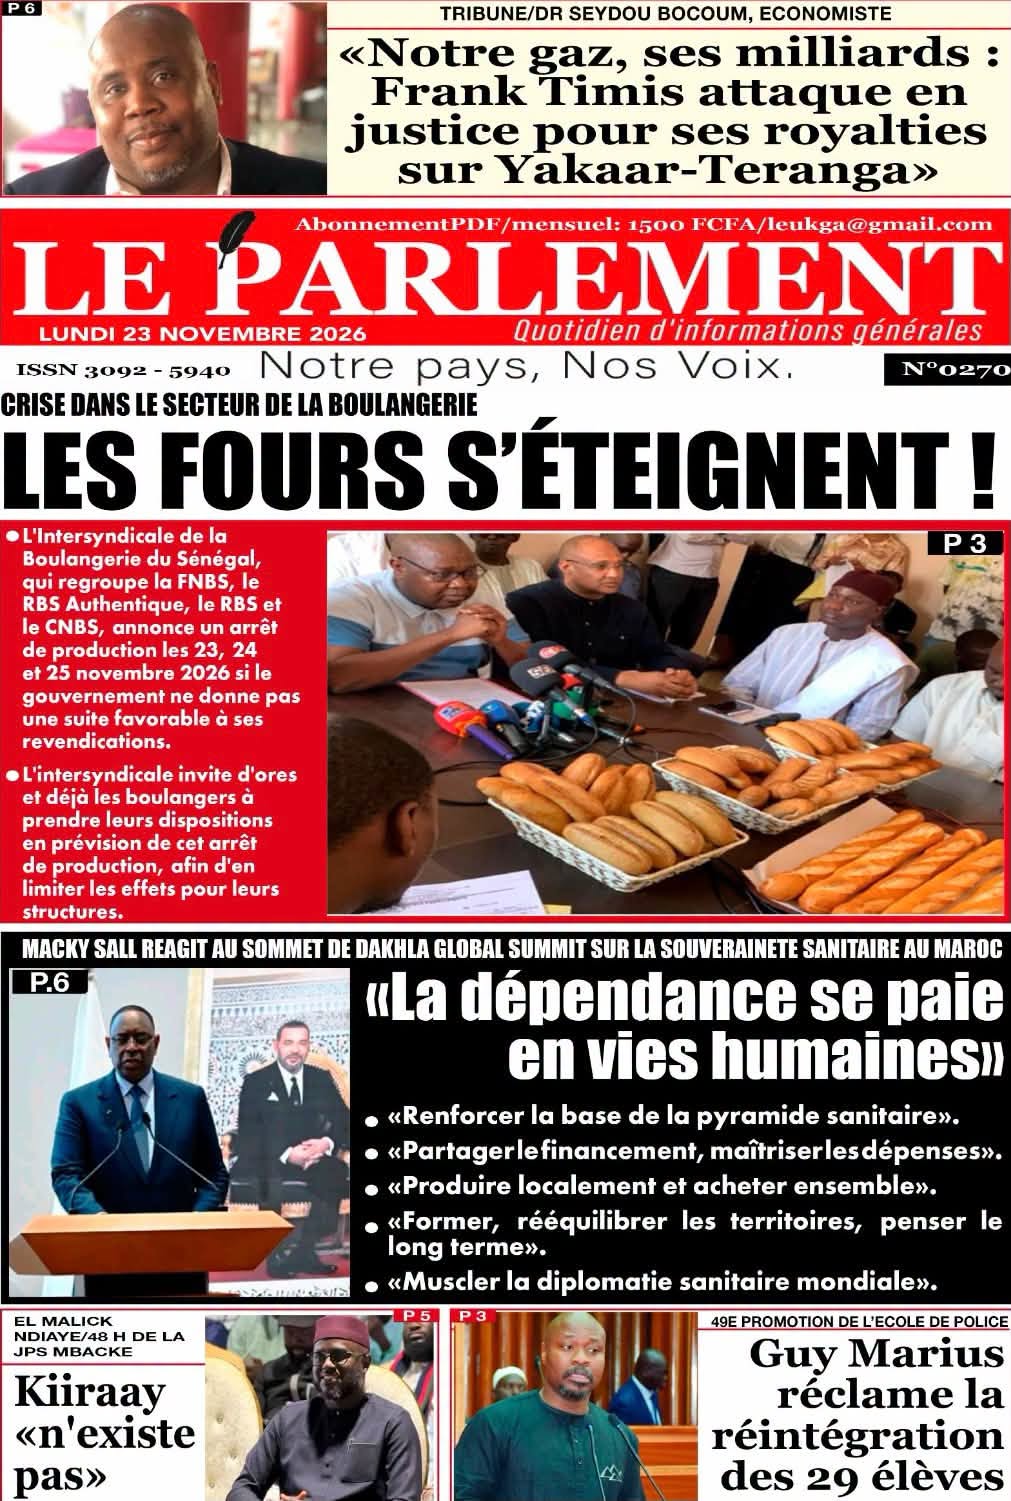 P 6
TRIBUNE/DR SEYDOU BOCOUM, ECONOMISTE
«Notre gaz, ses milliards :
Frank Timis attaque en
justice pour ses royalties
sur Yakaar-Teranga»
AbonnementPDF/mensuel: 1500 FCFA/leukga@gmail.com
LE PARLEMENT
LUNDI 23 NOVEMBRE 2026
Quotidien d'informations générales
ISSN 3092 - 5940
Notre pays, Nos Voix.
N°0270
CRISE DANS LE SECTEUR DE LA BOULANGERIE
LES FOURS S’ÉTEIGNENT !
P 3
• L'Intersyndicale de la
Boulangerie du Sénégal,
qui regroupe la FNBS, le
RBS Authentique, le RBS et
le CNBS, annonce un arrêt
de production les 23, 24
et 25 novembre 2026 si le
gouvernement ne donne pas
une suite favorable à ses
revendications.
• L'intersyndicale invite d'ores
et déjà les boulangers à
prendre leurs dispositions
en prévision de cet arrêt
de production, afin d'en
limiter les effets pour leurs
structures.
MACKY SALL REAGIT AU SOMMET DE DAKHLA GLOBAL SUMMIT SUR LA SOUVERAINETE SANITAIRE AU MAROC
P.6
«La dépendance se paie
en vies humaines»
• «Renforcer la base de la pyramide sanitaire».
• «Partager le financement, maîtriser les dépenses».
• «Produire localement et acheter ensemble».
• «Former, rééquilibrer les territoires, penser le
long terme».
• «Muscler la diplomatie sanitaire mondiale».
EL MALICK
NDIAYE/48 H DE LA
JPS MBACKE
P 5
Kiiraay
«n'existe
pas»
P 3
49E PROMOTION DE L’ECOLE DE POLICE
Guy Marius
réclame la
réintégration
des 29 élèves